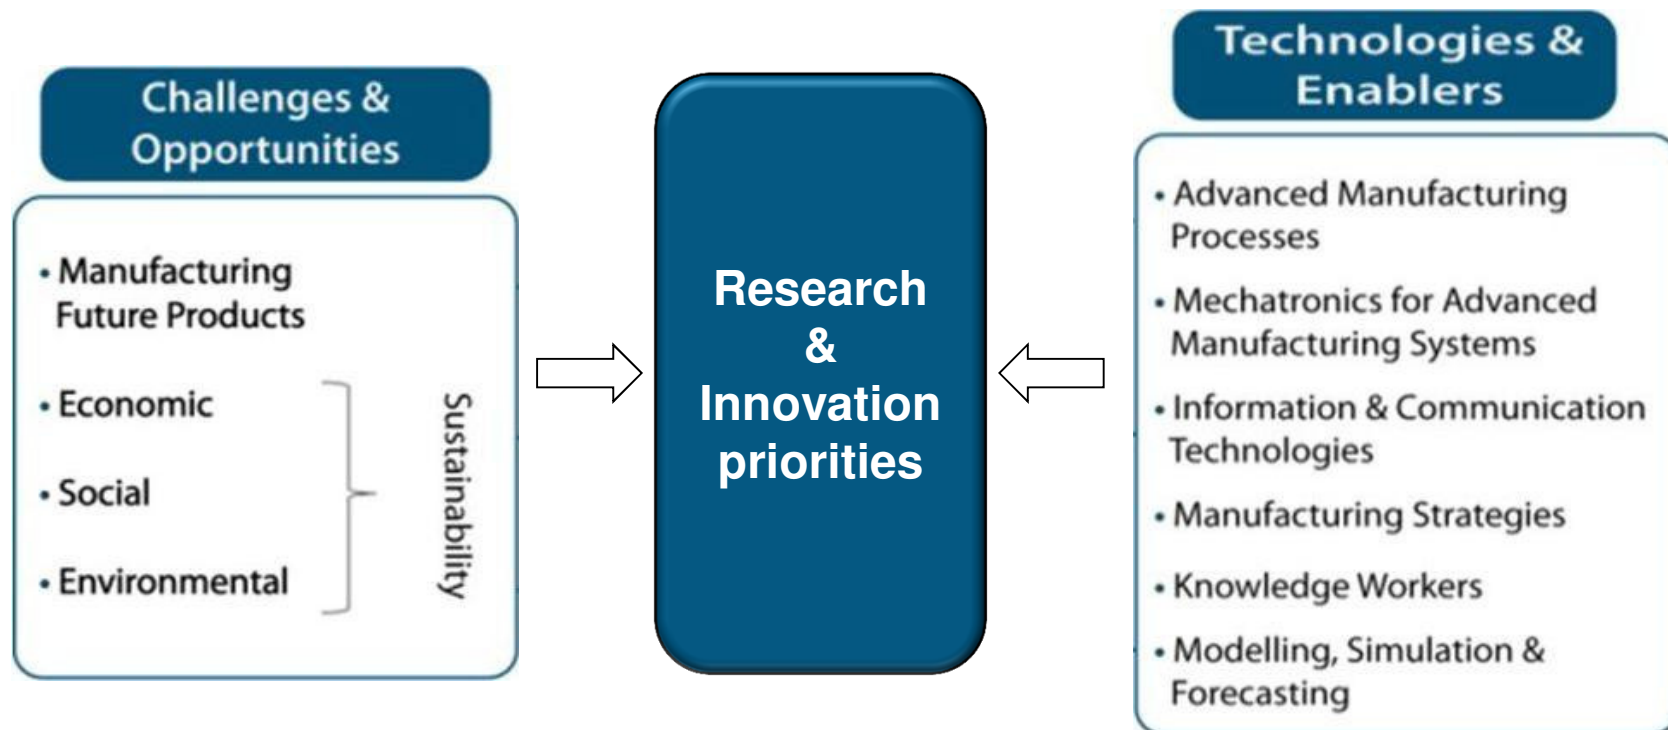 Challenges &
Opportunities
• Manufacturing
Future Products
• Economic
• Social
• Environmental
Sustainability
Research
&
Innovation
priorities
Technologies &
Enablers
• Advanced Manufacturing
Processes
• Mechatronics for Advanced
Manufacturing Systems
• Information & Communication
Technologies
• Manufacturing Strategies
• Knowledge Workers
• Modelling, Simulation &
Forecasting